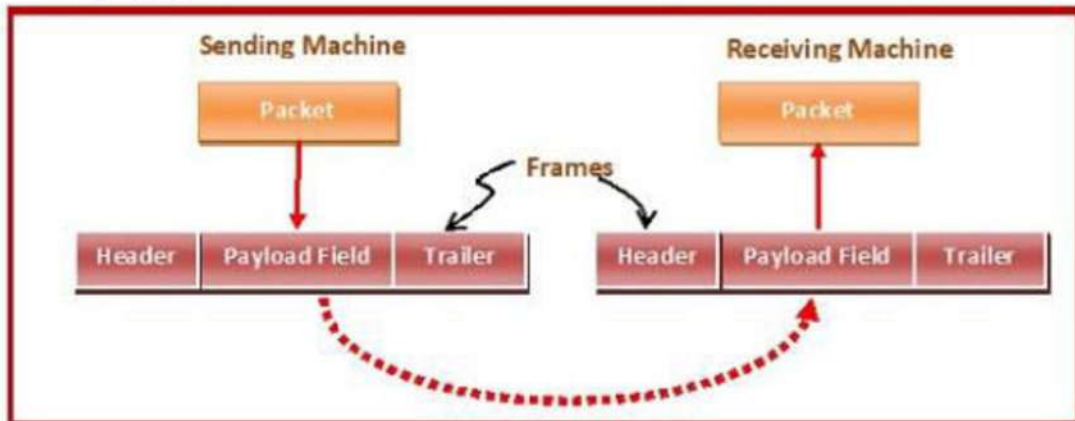 Sending Machine
Receiving Machine
Packet
Packet
Frames
Header Payload Field Trailer
Header Payload Field Trailer